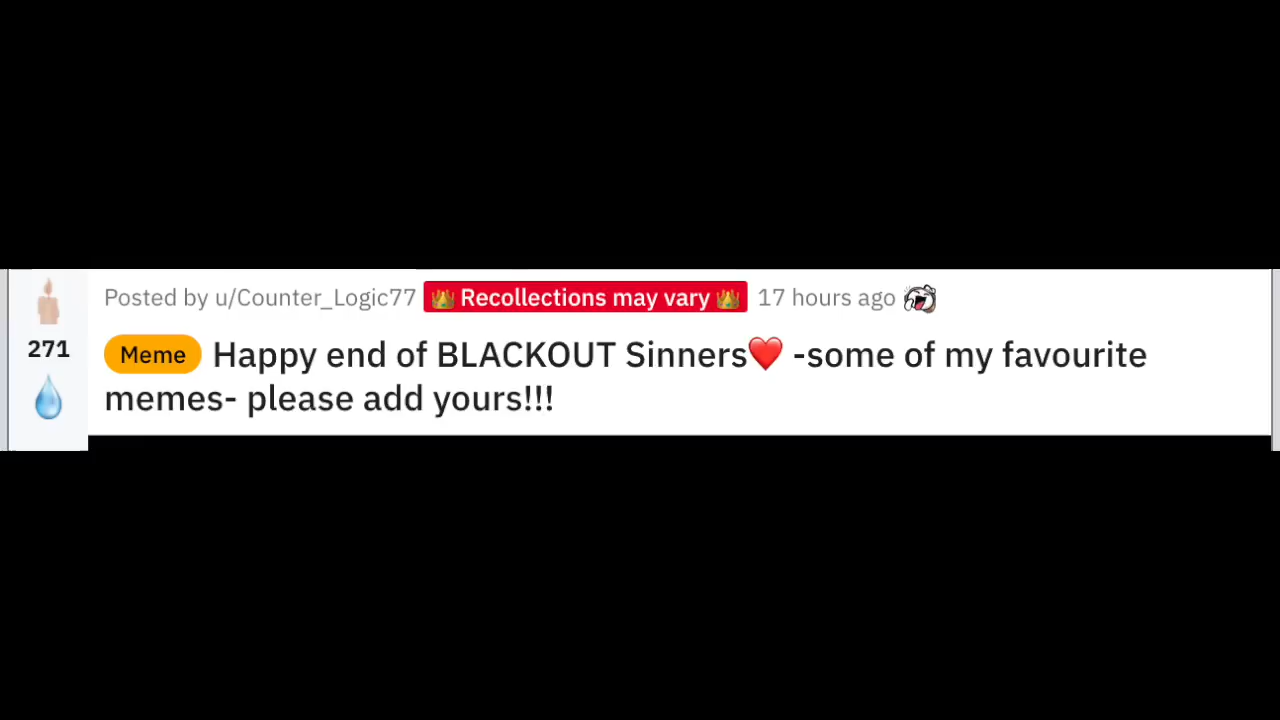 Posted by u/Counter_Logic77 👑 Recollections may vary 👑 17 hours ago
271
Meme Happy end of BLACKOUT Sinners❤️ -some of my favourite
memes- please add yours!!!